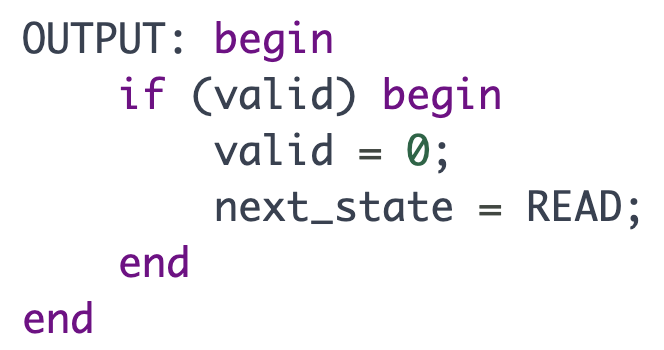 OUTPUT: begin
    if (valid) begin
        valid = 0;
        next_state = READ;
    end
end